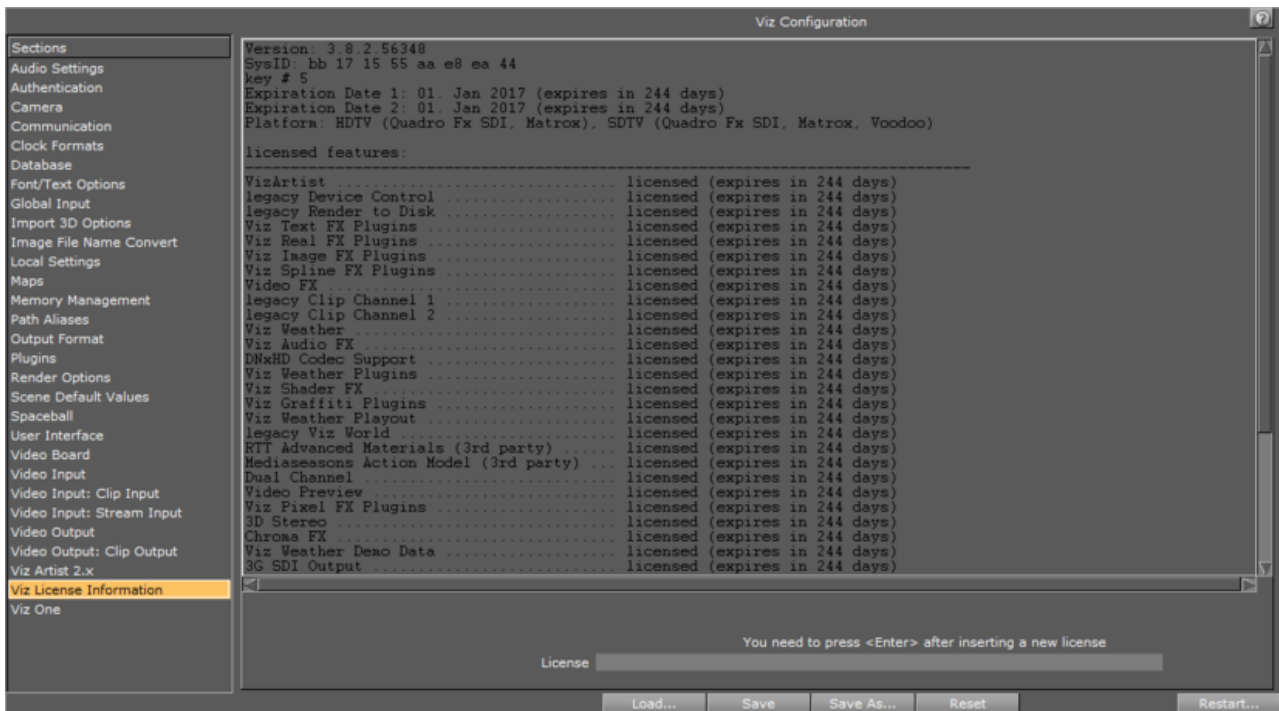 Viz Configuration
Sections
Audio Settings
Authentication
Camera
Communication
Clock Formats
Database
Font/Text Options
Global Input
Import 3D Options
Image File Name Convert
Local Settings
Maps
Memory Management
Path Aliases
Output Format
Plugins
Render Options
Scene Default Values
Spaceball
User Interface
Video Board
Video Input
Video Input: Clip Input
Video Input: Stream Input
Video Output
Video Output: Clip Output
Viz Artist 2.x
Viz License Information
Viz One
Version: 3.8.2.56348
SysID: bb 17 15 55 aa e8 ea 44
key # 5
Expiration Date 1: 01. Jan 2017 (expires in 244 days)
Expiration Date 2: 01. Jan 2017 (expires in 244 days)
Platform: HDTV (Quadro Fx SDI, Matrox), SDTV (Quadro Fx SDI, Matrox, Voodoo)
licensed features:
VizArtist ............................. licensed (expires in 244 days)
legacy Device Control ................. licensed (expires in 244 days)
legacy Render to Disk ................. licensed (expires in 244 days)
Viz Text FX Plugins ................... licensed (expires in 244 days)
Viz Real FX Plugins ................... licensed (expires in 244 days)
Viz Image FX Plugins .................. licensed (expires in 244 days)
Viz Spline FX Plugins ................. licensed (expires in 244 days)
Video FX .............................. licensed (expires in 244 days)
legacy Clip Channel 1 ................. licensed (expires in 244 days)
legacy Clip Channel 2 ................. licensed (expires in 244 days)
Viz Weather ........................... licensed (expires in 244 days)
Viz Audio FX .......................... licensed (expires in 244 days)
DNxHD Codec Support ................... licensed (expires in 244 days)
Viz Weather Plugins ................... licensed (expires in 244 days)
Viz Shader FX ......................... licensed (expires in 244 days)
Viz Graffiti Plugins .................. licensed (expires in 244 days)
Viz Weather Playout ................... licensed (expires in 244 days)
legacy Viz World ...................... licensed (expires in 244 days)
RTT Advanced Materials (3rd party) .... licensed (expires in 244 days)
Mediaseasons Action Model (3rd party) ... licensed (expires in 244 days)
Dual Channel .......................... licensed (expires in 244 days)
Video Preview ......................... licensed (expires in 244 days)
Viz Pixel FX Plugins .................. licensed (expires in 244 days)
3D Stereo ............................. licensed (expires in 244 days)
Chroma FX ............................. licensed (expires in 244 days)
Viz Weather Demo Data ................. licensed (expires in 244 days)
3G SDI Output ......................... licensed (expires in 244 days)
You need to press <Enter> after inserting a new license
License
Load... Save Save As... Reset Restart...